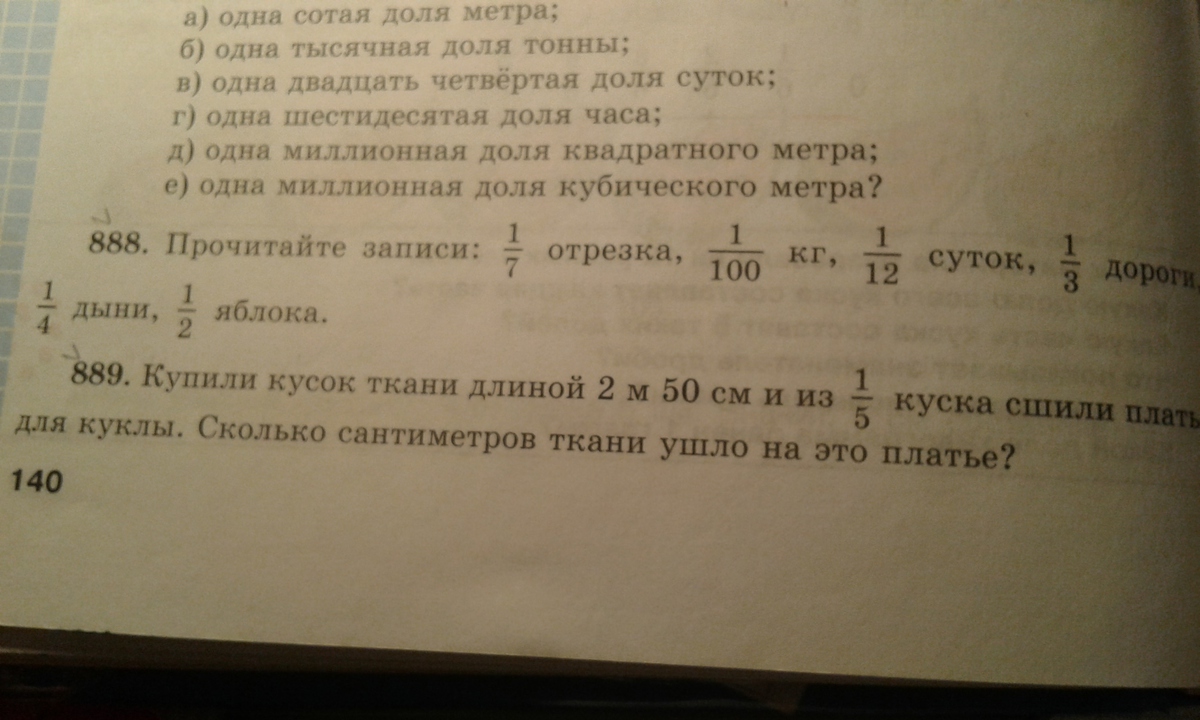 а) одна сотая доля метра;
б) одна тысячная доля тонны;
в) одна двадцать четвёртая доля суток;
г) одна шестидесятая доля часа;
д) одна миллионная доля квадратного метра;
е) одна миллионная доля кубического метра?
888. Прочитайте записи: 1/7 отрезка, 1/100 кг, 1/12 суток, 1/3 дороги,
1/4 дыни, 1/2 яблока.
889. Купили кусок ткани длиной 2 м 50 см и из 1/5 куска сшили плать
для куклы. Сколько сантиметров ткани ушло на это платье?
140